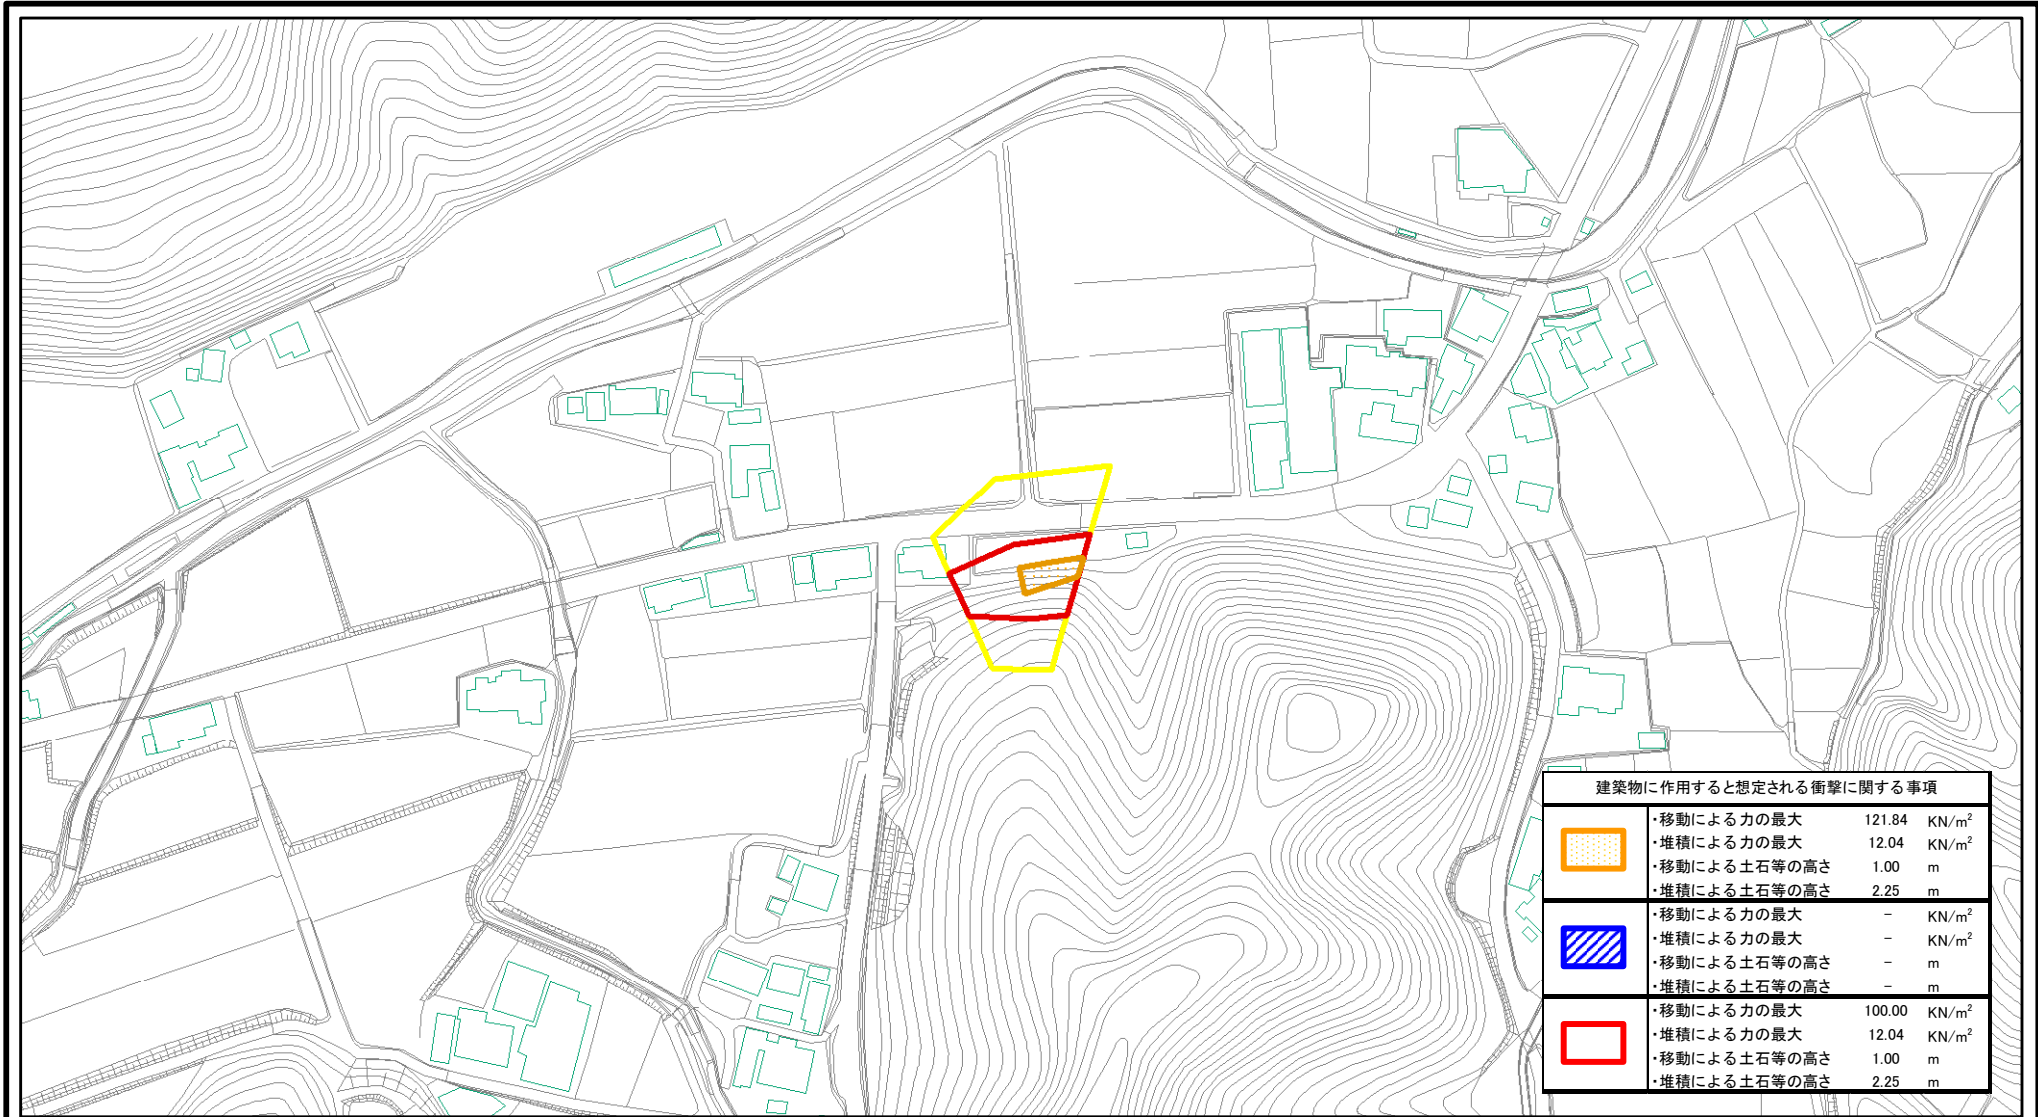 建築物に作用すると想定される衝撃に関する事項
・移動による力の最大 121.84 KN/m²
・堆積による力の最大 12.04 KN/m²
・移動による土石等の高さ 1.00 m
・堆積による土石等の高さ 2.25 m
・移動による力の最大 － KN/m²
・堆積による力の最大 － KN/m²
・移動による土石等の高さ － m
・堆積による土石等の高さ － m
・移動による力の最大 100.00 KN/m²
・堆積による力の最大 12.04 KN/m²
・移動による土石等の高さ 1.00 m
・堆積による土石等の高さ 2.25 m